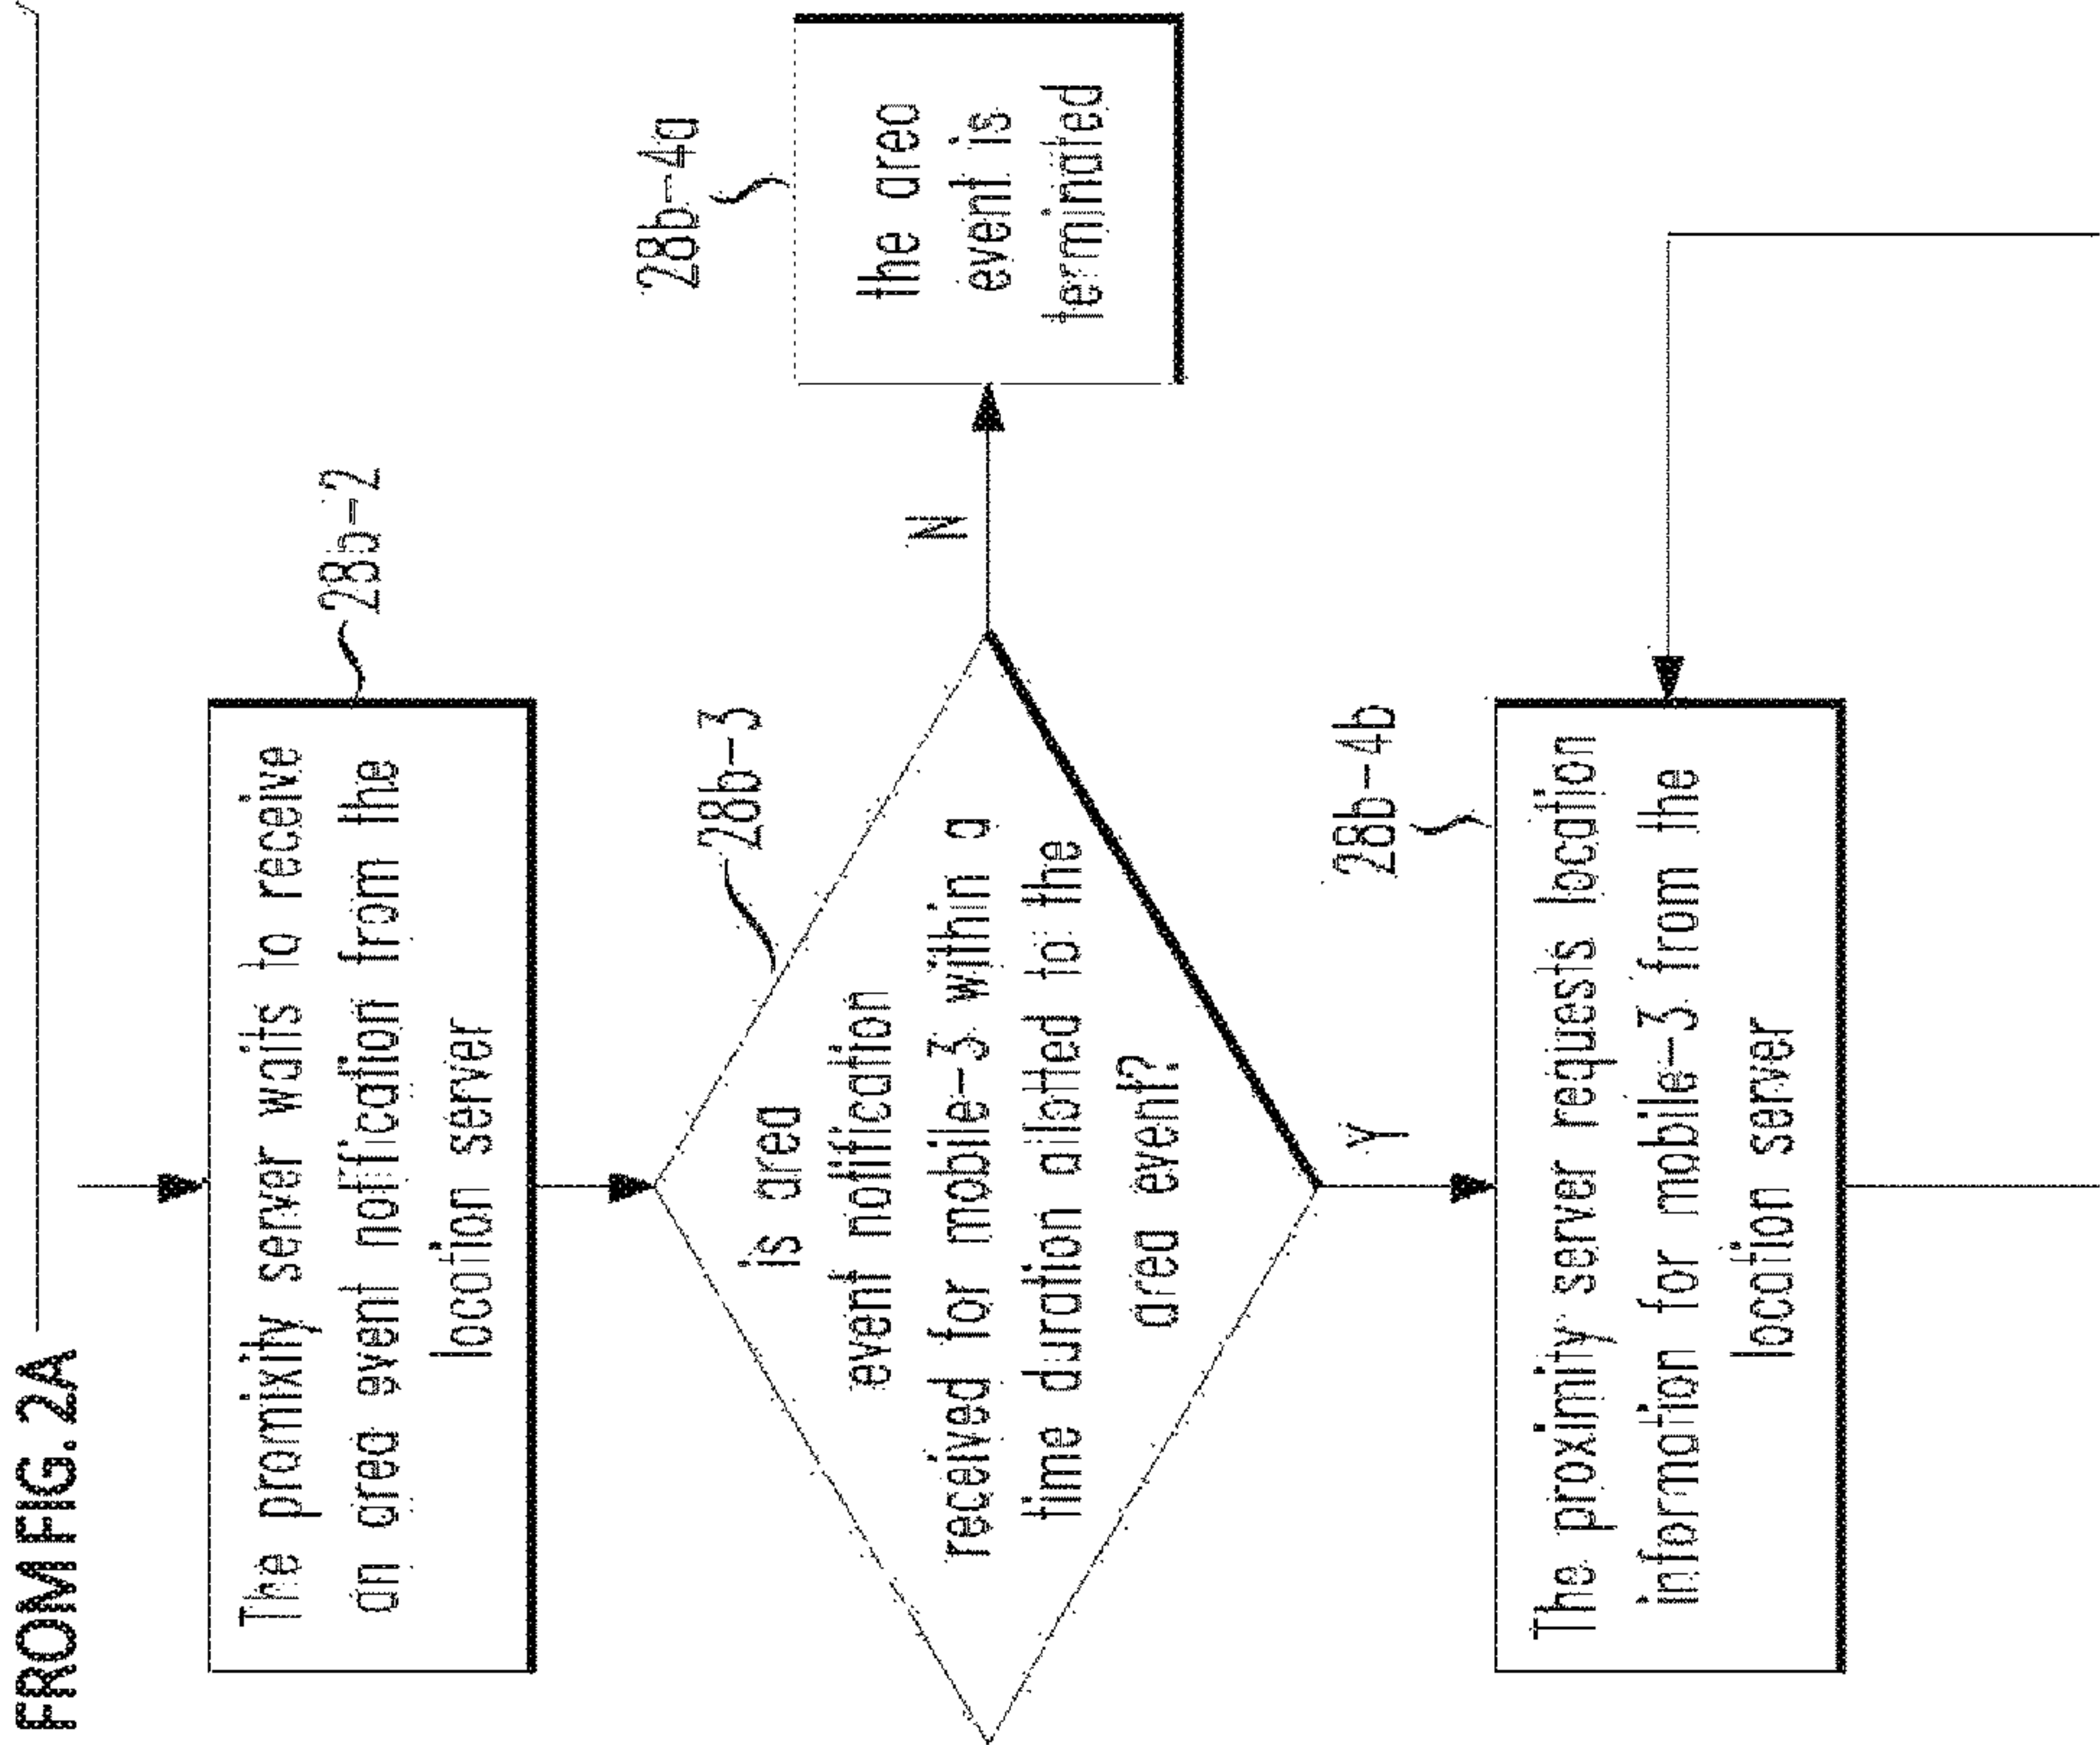 FROM FIG. 2A
The promixity server waits to receive
an area event notification from the
location server
28b-2
is area
event notification
received for mobile-3 within a
time duration allotted to the
area event?
28b-3
N
the area
event is
terminated
28b-4a
Y
The proximity server requests location
information for mobile-3 from the
location server
28b-4b